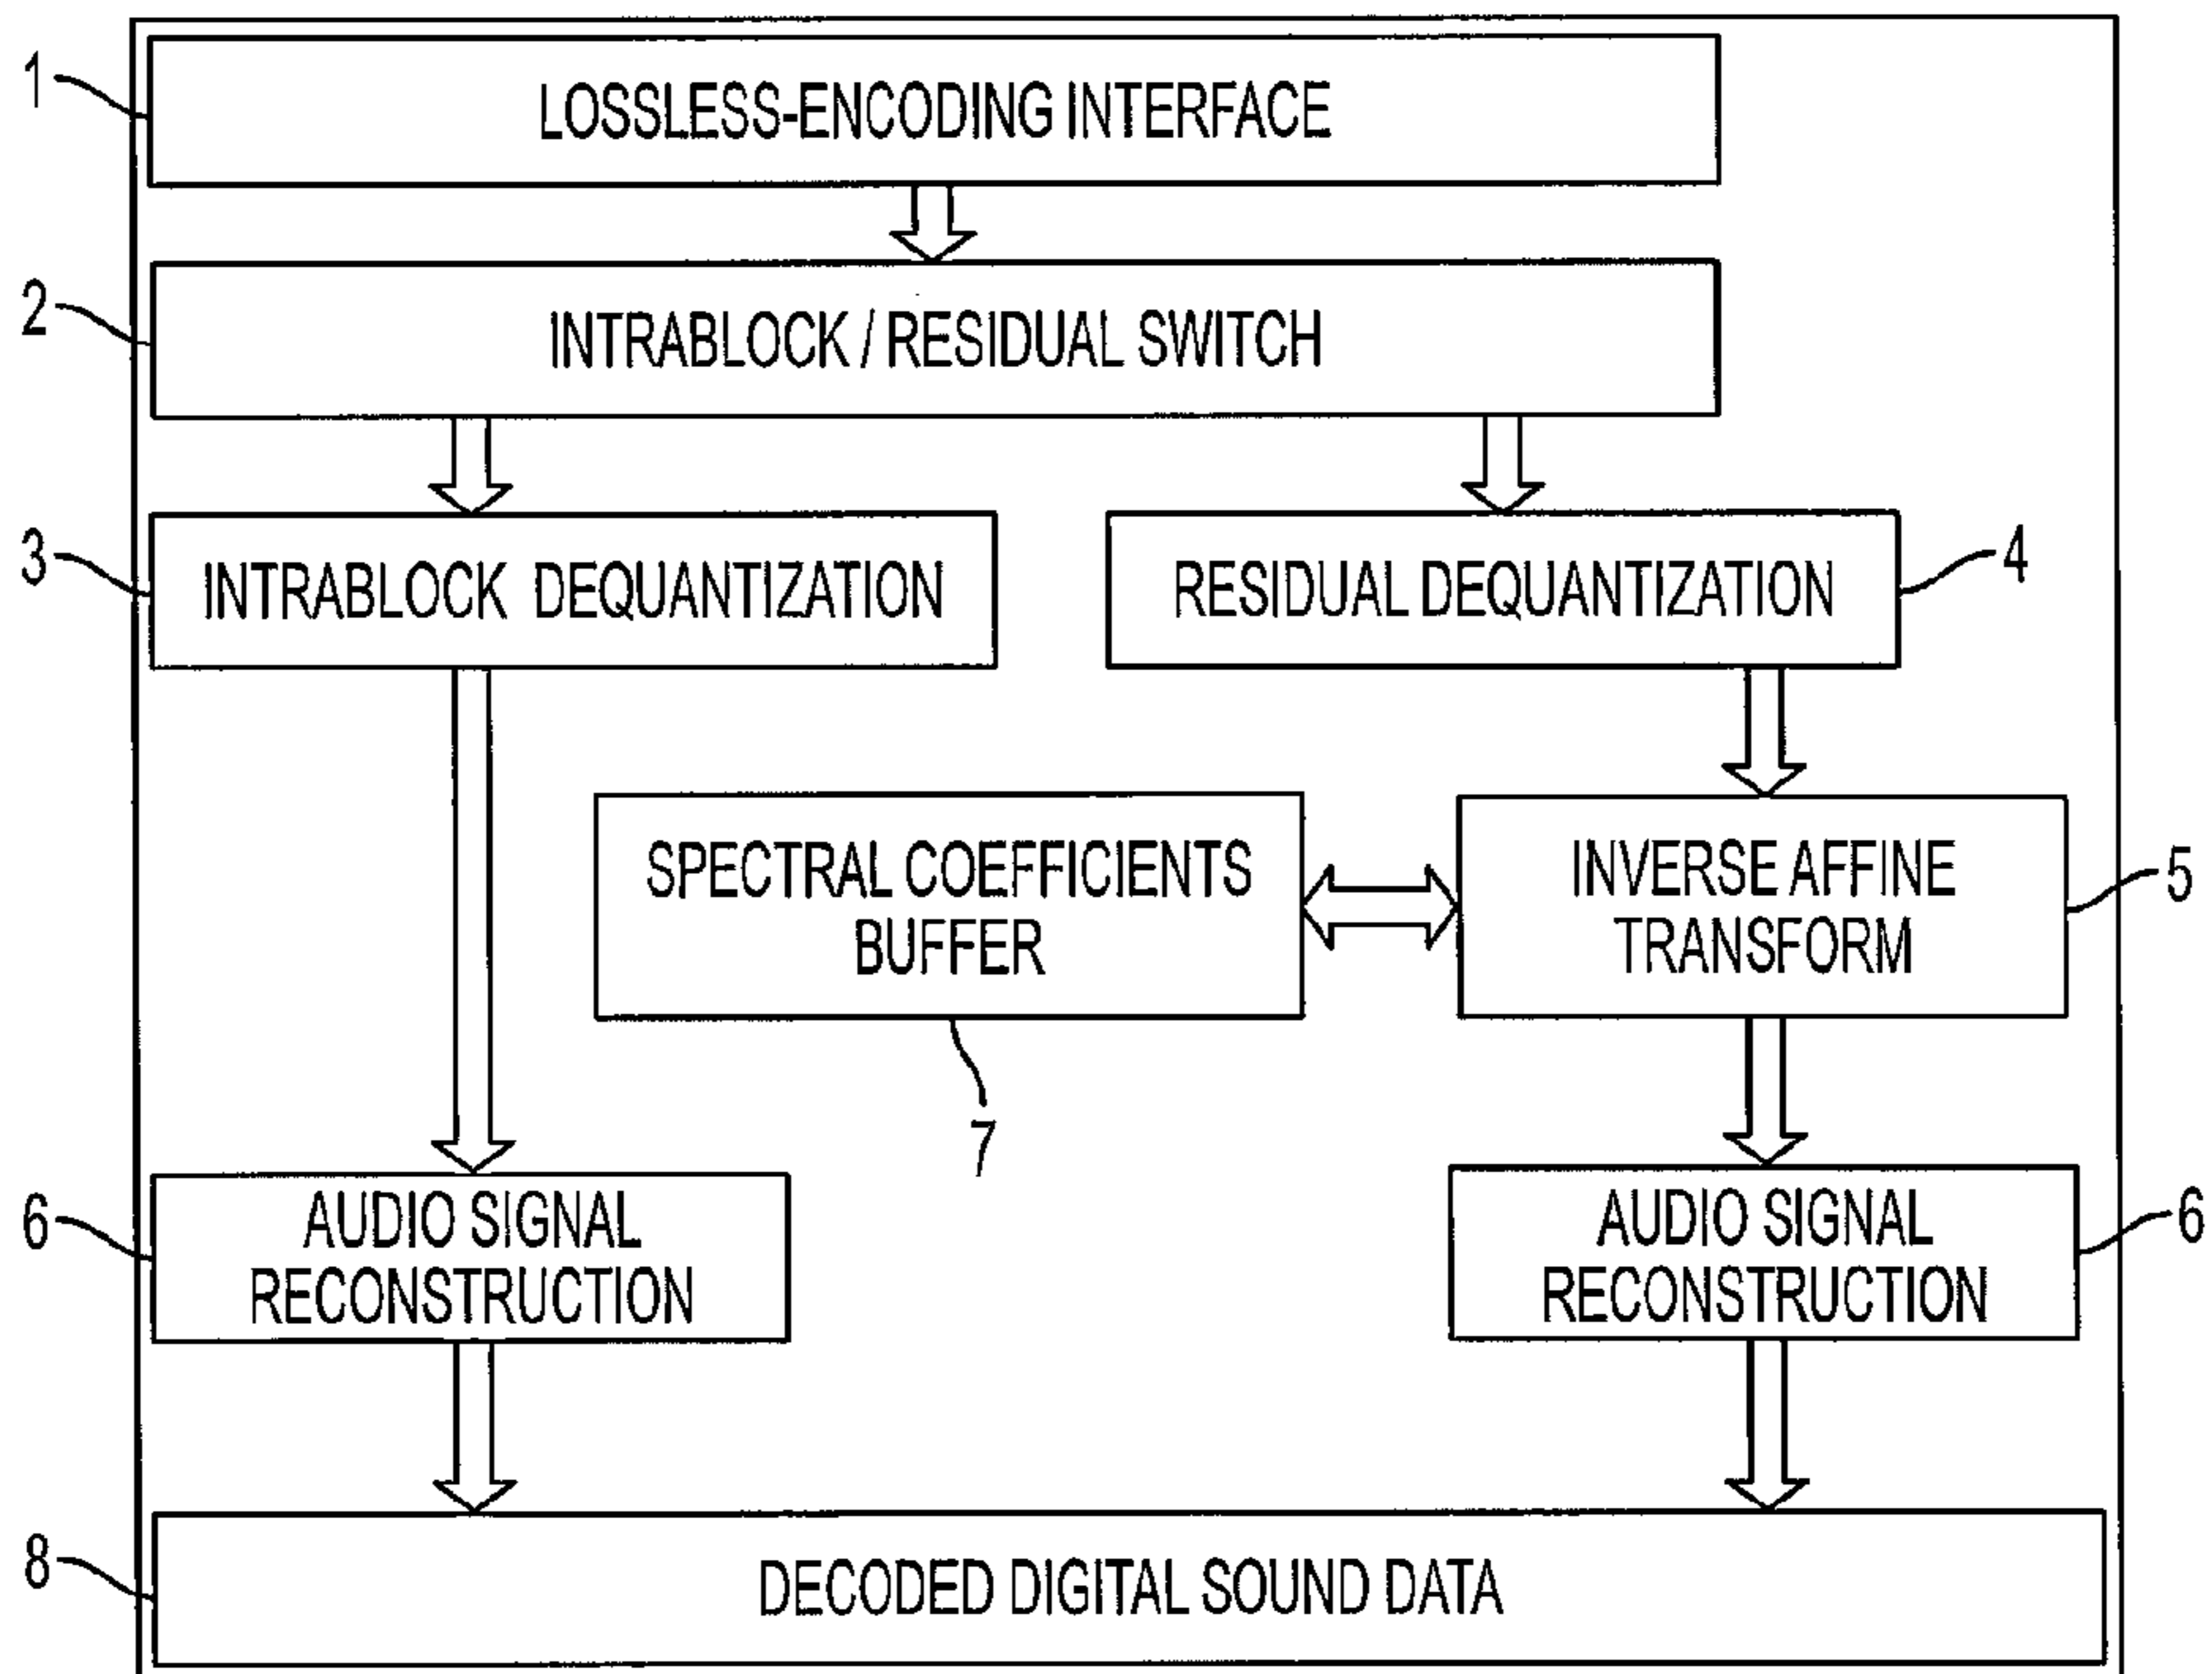 1
LOSSLESS-ENCODING INTERFACE
2
INTRABLOCK / RESIDUAL SWITCH
3
INTRABLOCK DEQUANTIZATION
RESIDUAL DEQUANTIZATION
4
SPECTRAL COEFFICIENTS
BUFFER
7
INVERSE AFFINE
TRANSFORM
5
6
AUDIO SIGNAL
RECONSTRUCTION
AUDIO SIGNAL
RECONSTRUCTION
6
8
DECODED DIGITAL SOUND DATA